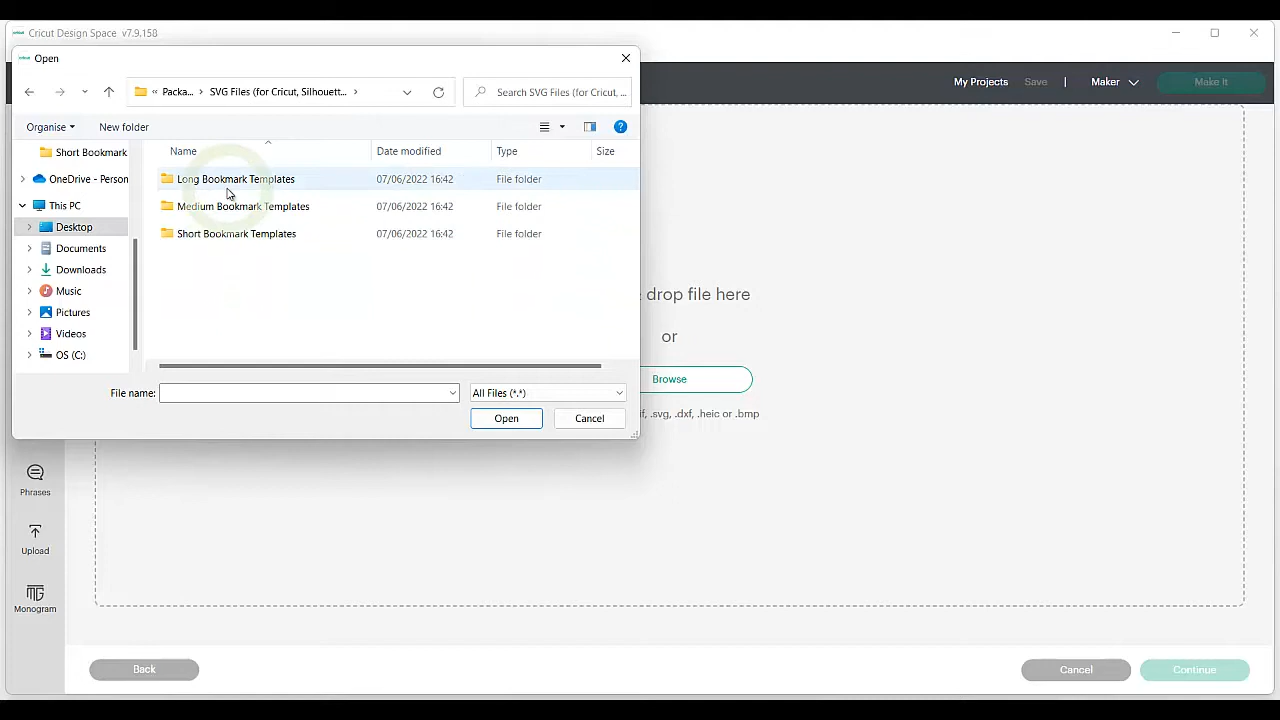 Cricut Design Space v7.9.158
Open
« Packa... > SVG Files (for Cricut, Silhouett... >
Search SVG Files (for Cricut, ...
My Projects Save | Maker Make It
Organise New folder
Name Date modified Type Size
Short Bookmark
OneDrive - Person
This PC
Desktop
Documents
Downloads
Music
Pictures
Videos
OS (C:)
Long Bookmark Templates 07/06/2022 16:42 File folder
Medium Bookmark Templates 07/06/2022 16:42 File folder
Short Bookmark Templates 07/06/2022 16:42 File folder
File name: All Files (*.*)
Open Cancel
drop file here
or
Browse
.svg, .dxf, .heic or .bmp
Phrases
Upload
Monogram
Back Cancel Continue